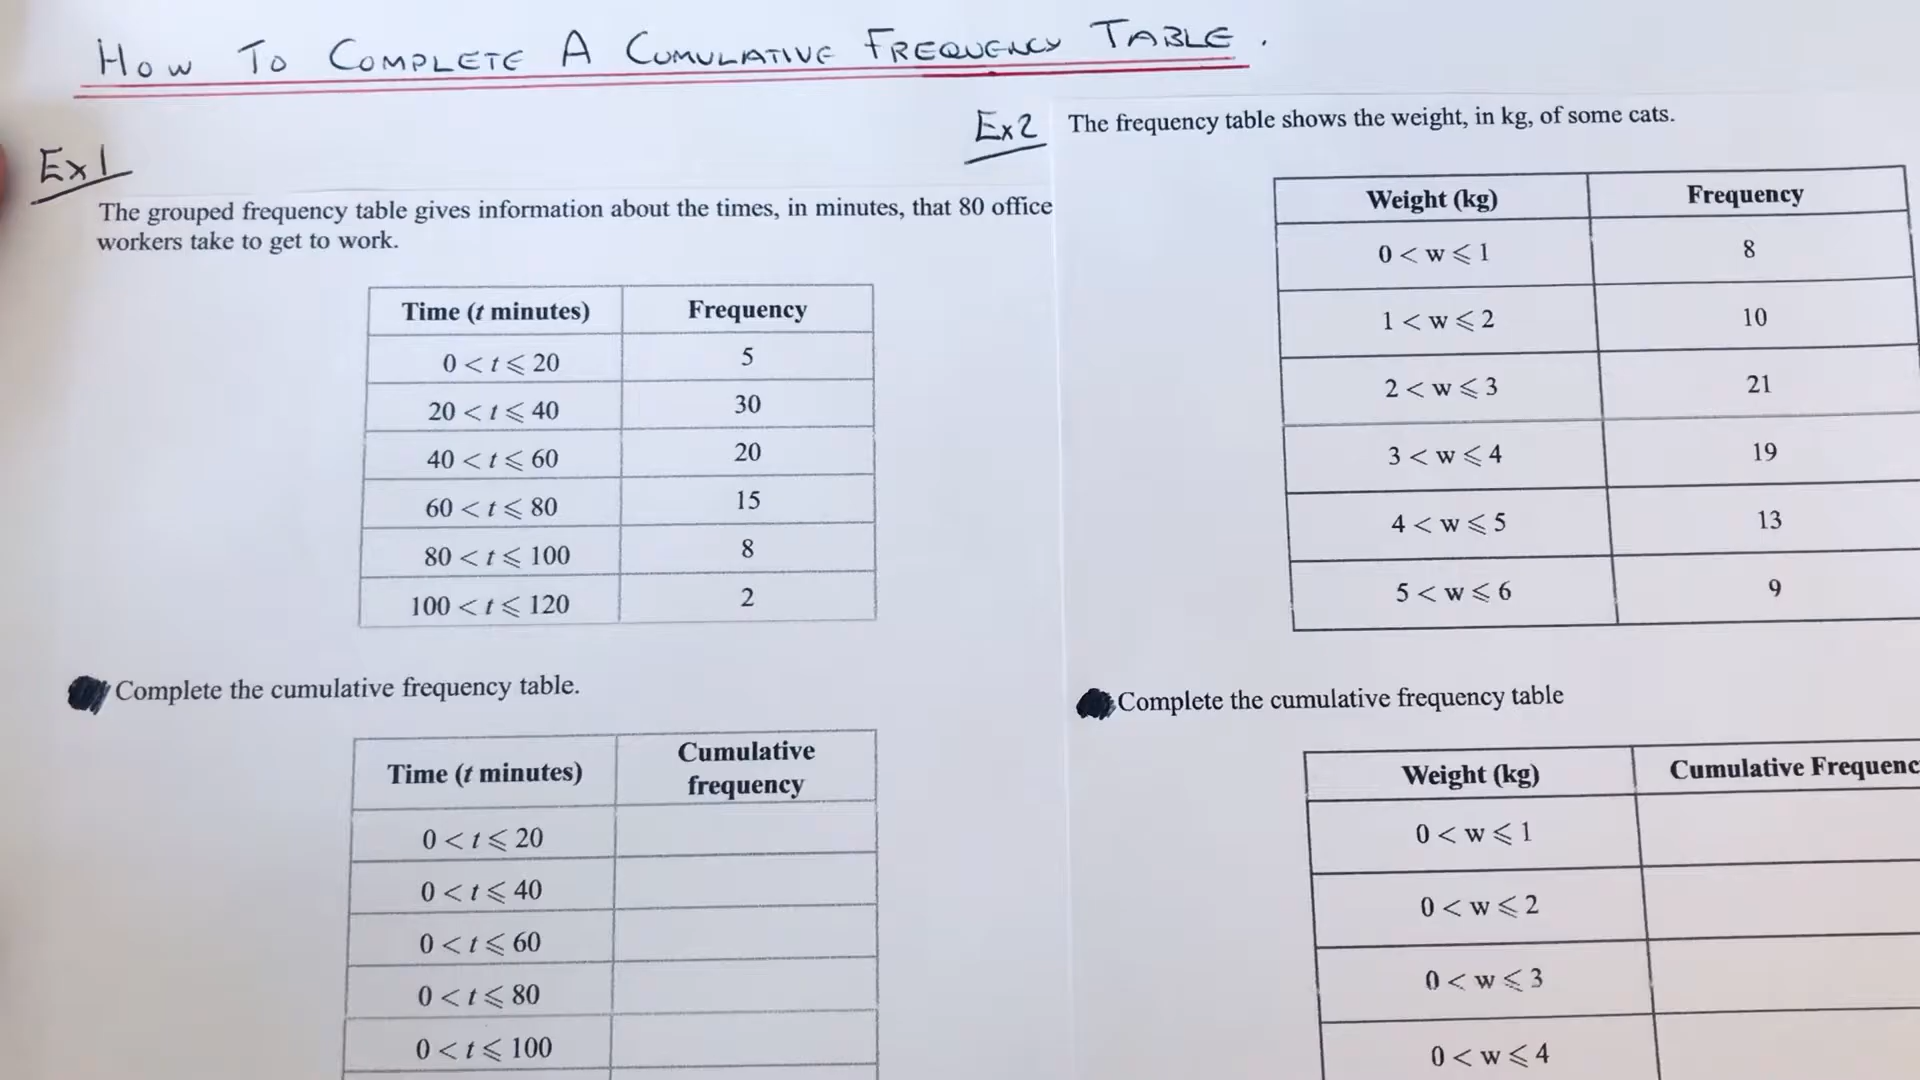 How To Complete A Cumulative Frequency Table.
Ex1
The grouped frequency table gives information about the times, in minutes, that 80 office
workers take to get to work.
Time (t minutes) Frequency
0 < t ⩽ 20 5
20 < t ⩽ 40 30
40 < t ⩽ 60 20
60 < t ⩽ 80 15
80 < t ⩽ 100 8
100 < t ⩽ 120 2
Complete the cumulative frequency table.
Time (t minutes) Cumulative
frequency
0 < t ⩽ 20
0 < t ⩽ 40
0 < t ⩽ 60
0 < t ⩽ 80
0 < t ⩽ 100
Ex2
The frequency table shows the weight, in kg, of some cats.
Weight (kg) Frequency
0 < w ⩽ 1 8
1 < w ⩽ 2 10
2 < w ⩽ 3 21
3 < w ⩽ 4 19
4 < w ⩽ 5 13
5 < w ⩽ 6 9
Complete the cumulative frequency table
Weight (kg) Cumulative Frequenc
0 < w ⩽ 1
0 < w ⩽ 2
0 < w ⩽ 3
0 < w ⩽ 4